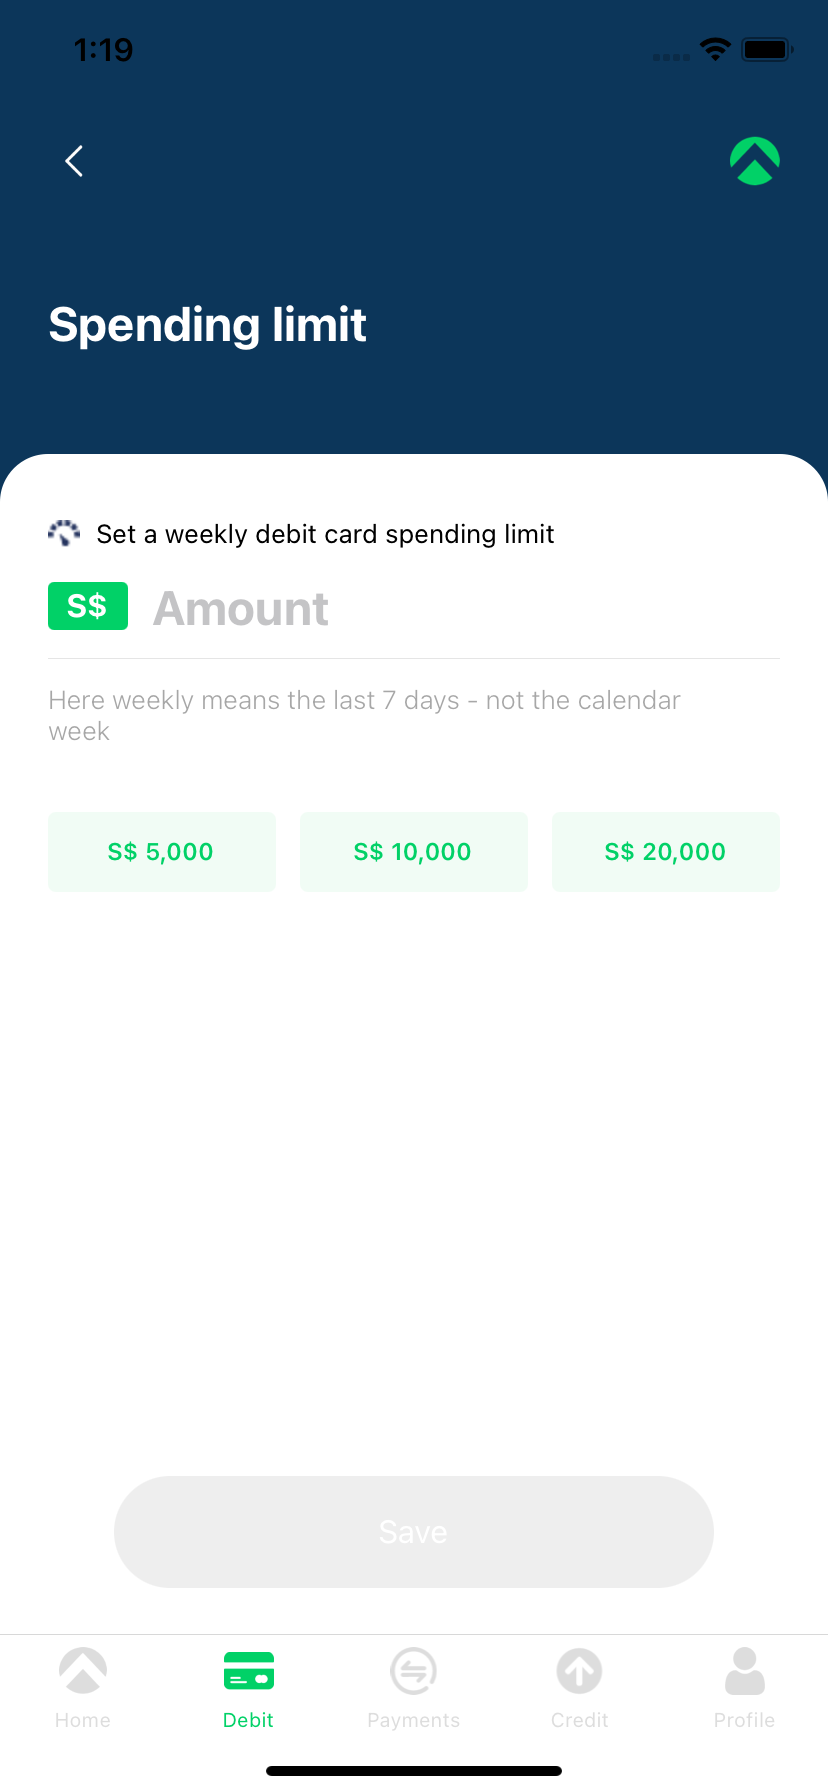 1:19
Spending limit
Set a weekly debit card spending limit
S$ Amount
Here weekly means the last 7 days - not the calendar
week
S$ 5,000 S$ 10,000 S$ 20,000
Save
Home Debit Payments Credit Profile